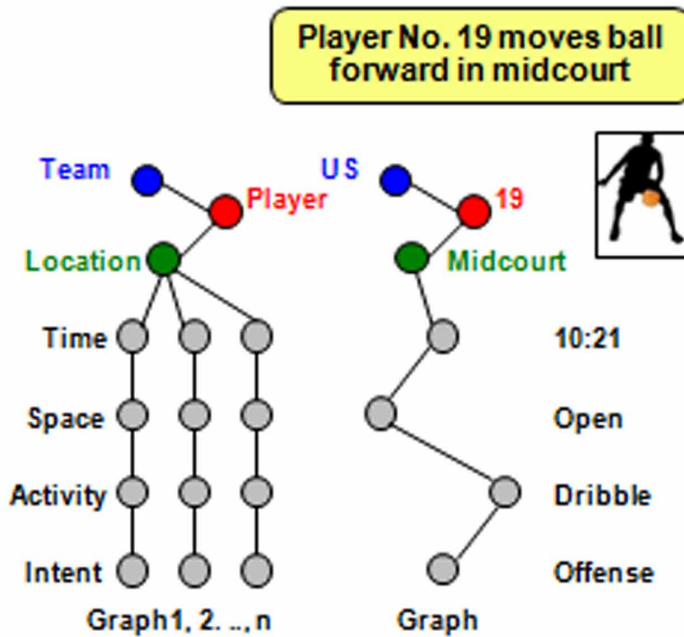 Player No. 19 moves ball
forward in midcourt
Team
US
Player
19
Location
Midcourt
Time
10:21
Space
Open
Activity
Dribble
Intent
Offense
Graph1, 2. .., n
Graph